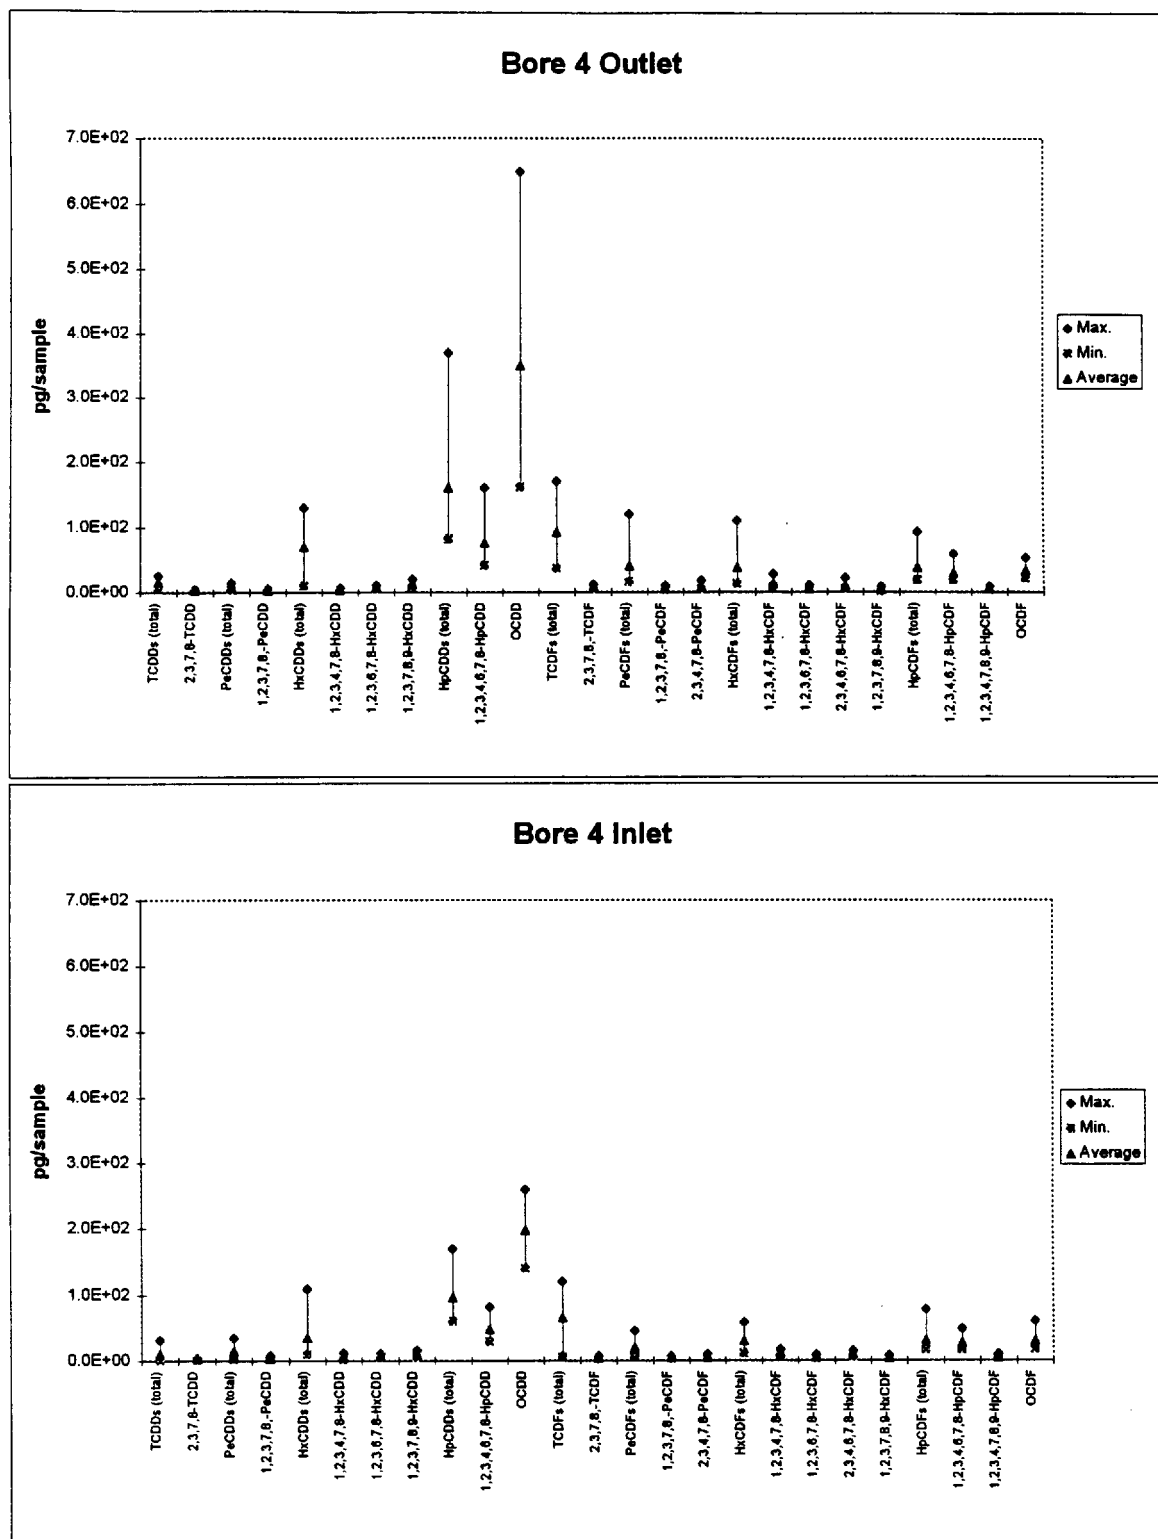 Bore 4 Outlet
7.0E+02
6.0E+02
5.0E+02
4.0E+02
3.0E+02
2.0E+02
1.0E+02
0.0E+00
pg/sample
TCDDs (total)
2,3,7,8-TCDD
PeCDDs (total)
1,2,3,7,8,-PeCDD
HxCDDs (total)
1,2,3,4,7,8-HxCDD
1,2,3,6,7,8-HxCDD
1,2,3,7,8,9-HxCDD
HpCDDs (total)
1,2,3,4,6,7,8-HpCDD
OCDD
TCDFs (total)
2,3,7,8,-TCDF
PeCDFs (total)
1,2,3,7,8,-PeCDF
2,3,4,7,8-PeCDF
HxCDFs (total)
1,2,3,4,7,8-HxCDF
1,2,3,6,7,8-HxCDF
2,3,4,6,7,8-HxCDF
1,2,3,7,8,9-HxCDF
HpCDFs (total)
1,2,3,4,6,7,8-HpCDF
1,2,3,4,7,8,9-HpCDF
OCDF
Max.
Min.
Average
Bore 4 Inlet
7.0E+02
6.0E+02
5.0E+02
4.0E+02
3.0E+02
2.0E+02
1.0E+02
0.0E+00
pg/sample
TCDDs (total)
2,3,7,8-TCDD
PeCDDs (total)
1,2,3,7,8,-PeCDD
HxCDDs (total)
1,2,3,4,7,8-HxCDD
1,2,3,6,7,8-HxCDD
1,2,3,7,8,9-HxCDD
HpCDDs (total)
1,2,3,4,6,7,8-HpCDD
OCDD
TCDFs (total)
2,3,7,8,-TCDF
PeCDFs (total)
1,2,3,7,8,-PeCDF
2,3,4,7,8-PeCDF
HxCDFs (total)
1,2,3,4,7,8-HxCDF
1,2,3,6,7,8-HxCDF
2,3,4,6,7,8-HxCDF
1,2,3,7,8,9-HxCDF
HpCDFs (total)
1,2,3,4,6,7,8-HpCDF
1,2,3,4,7,8,9-HpCDF
OCDF
Max.
Min.
Average